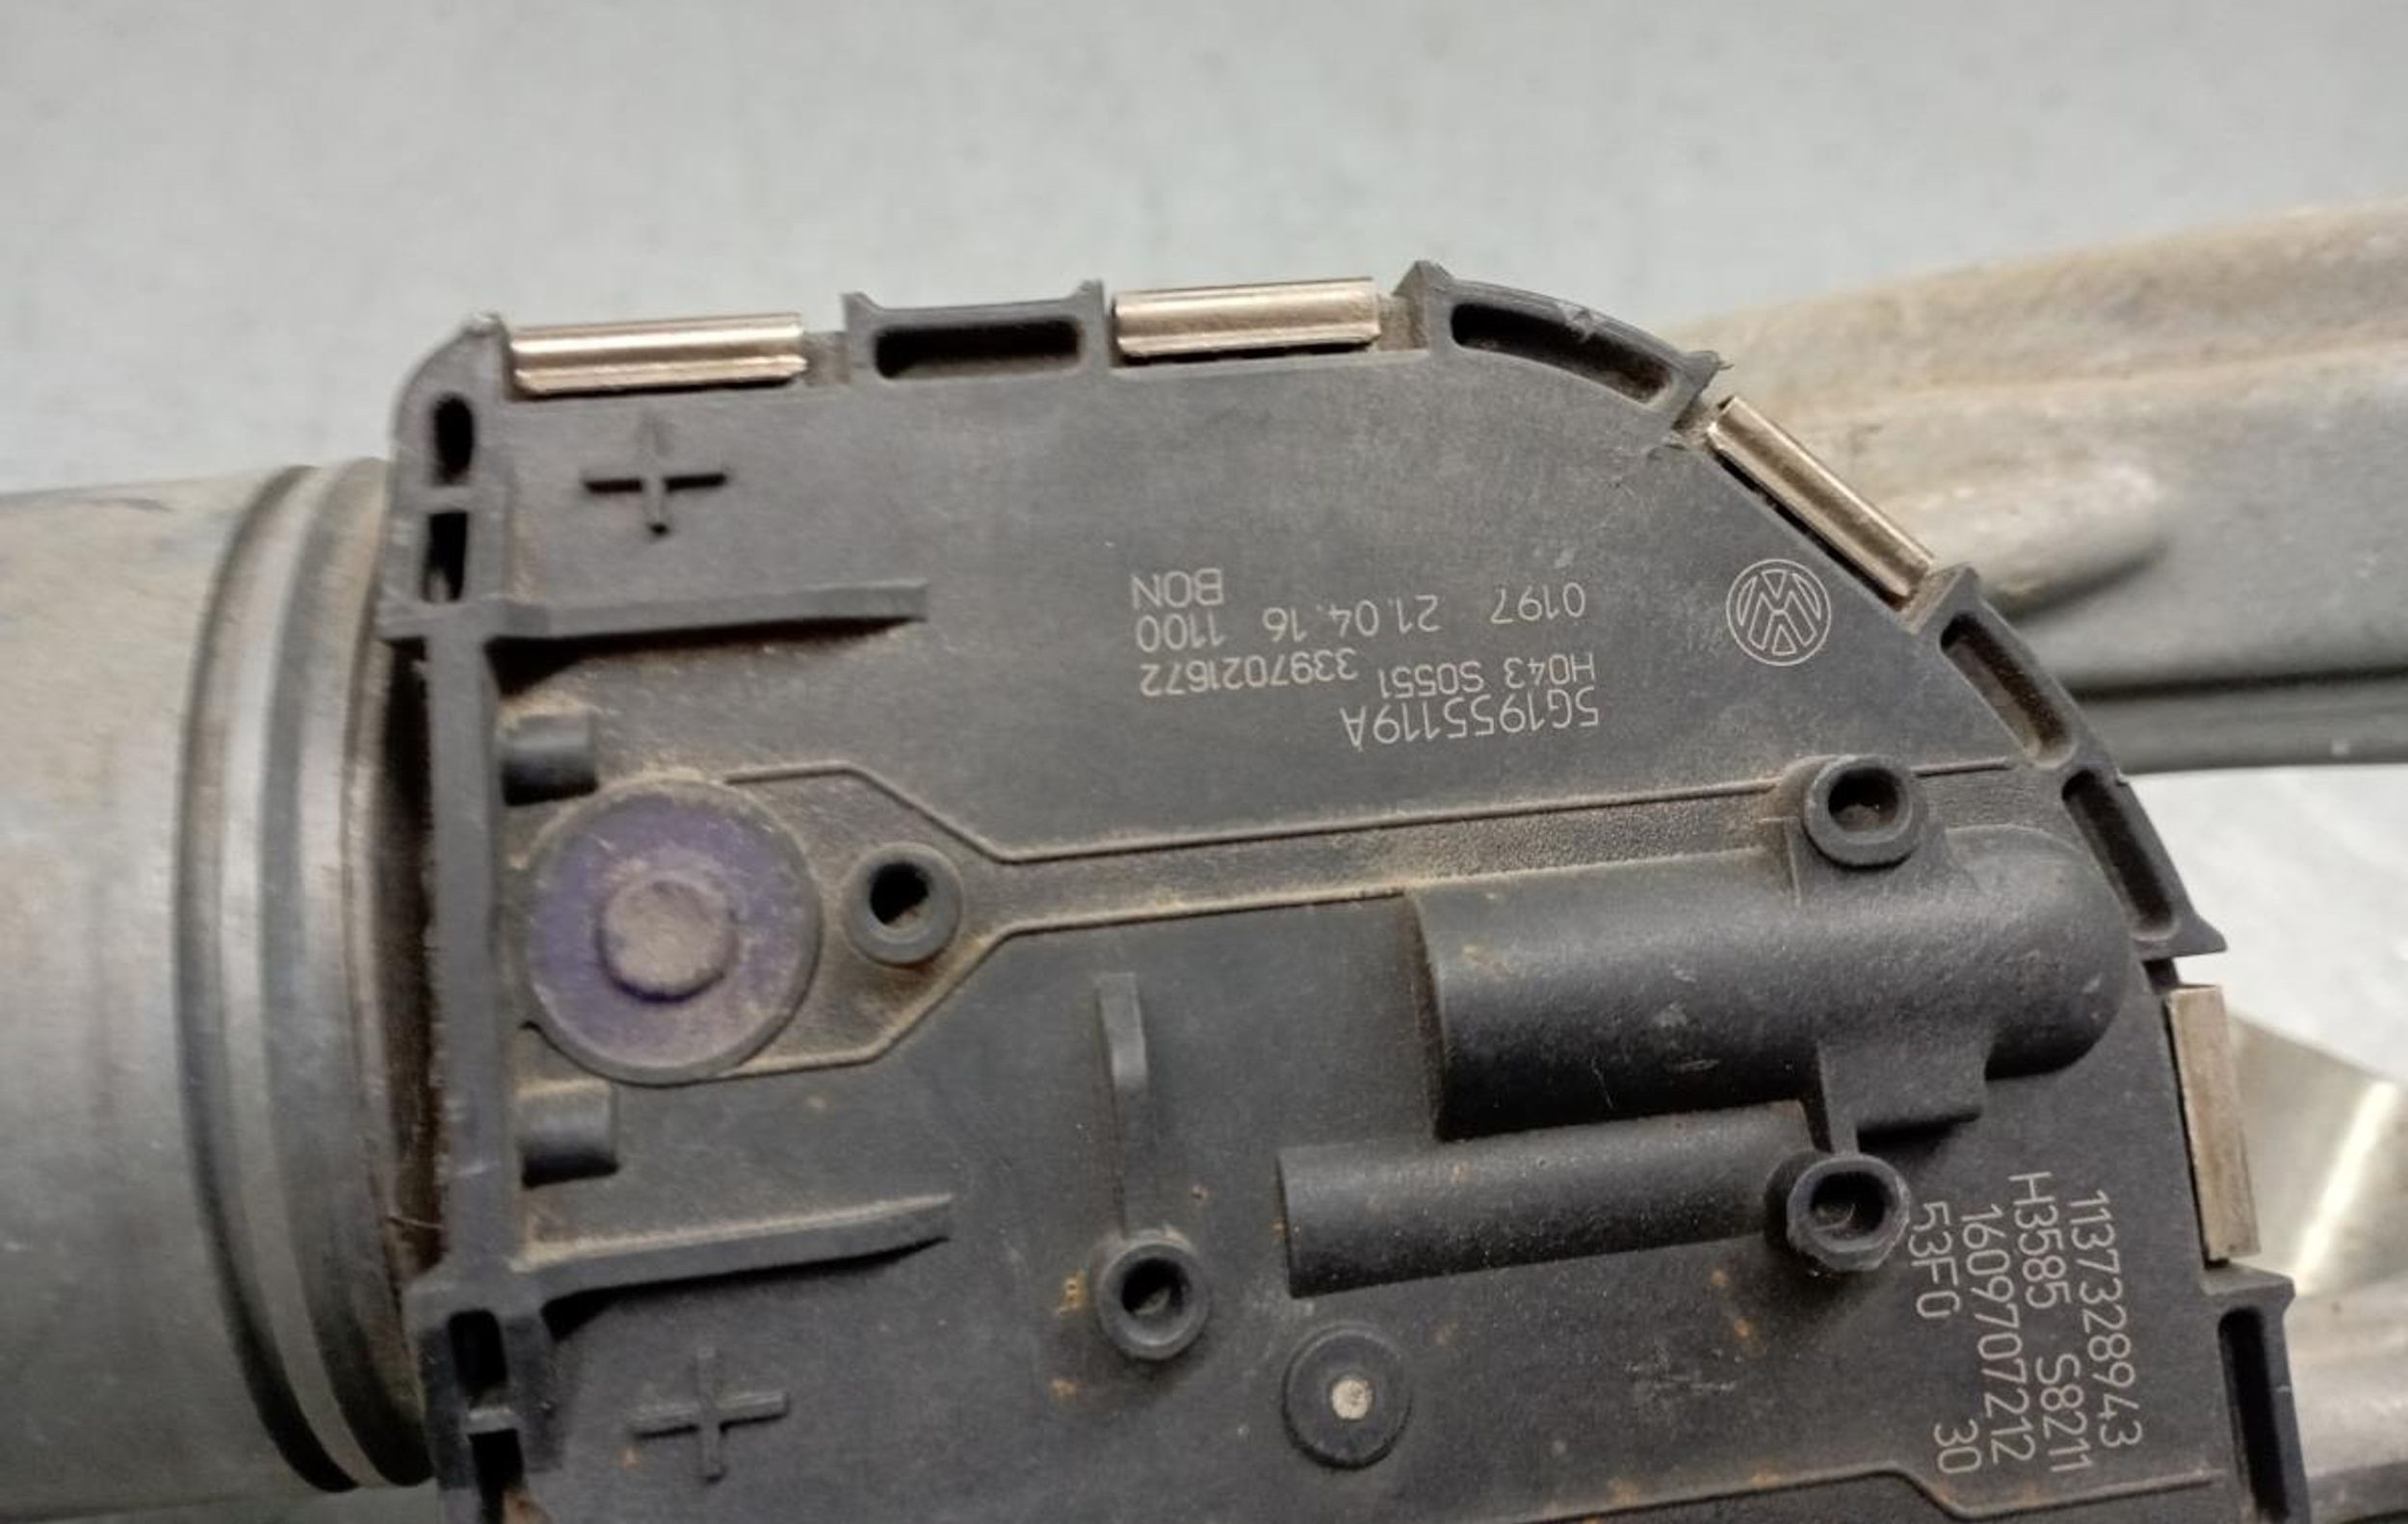 5G1955119A
H043 S0551 3397021672
0197 21.04.16 1100
BON
1137328943
H3585 S8211
1609707212
53F0 30